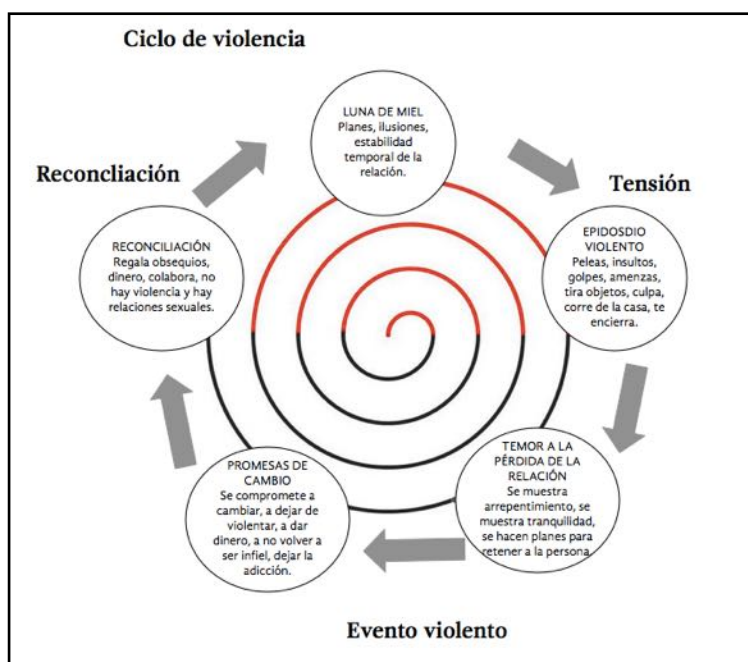 Ciclo de violencia
LUNA DE MIEL
Planes, ilusiones,
estabilidad
temporal de la
relación.
Reconciliación
Tensión
RECONCILIACIÓN
Regala obsequios,
dinero, colabora, no
hay violencia y hay
relaciones sexuales.
EPIDOSDIO
VIOLENTO
Peleas, insultos,
golpes, amenzas,
tira objetos, culpa,
corre de la casa, te
encierra.
PROMESAS DE
CAMBIO
Se compromete a
cambiar, a dejar de
violentar, a dar
dinero, a no volver a
ser infiel, dejar la
adicción.
TEMOR A LA
PÉRDIDA DE LA
RELACIÓN
Se muestra
arrepentimiento, se
muestra tranquilidad,
se hacen planes para
retener a la persona.
Evento violento